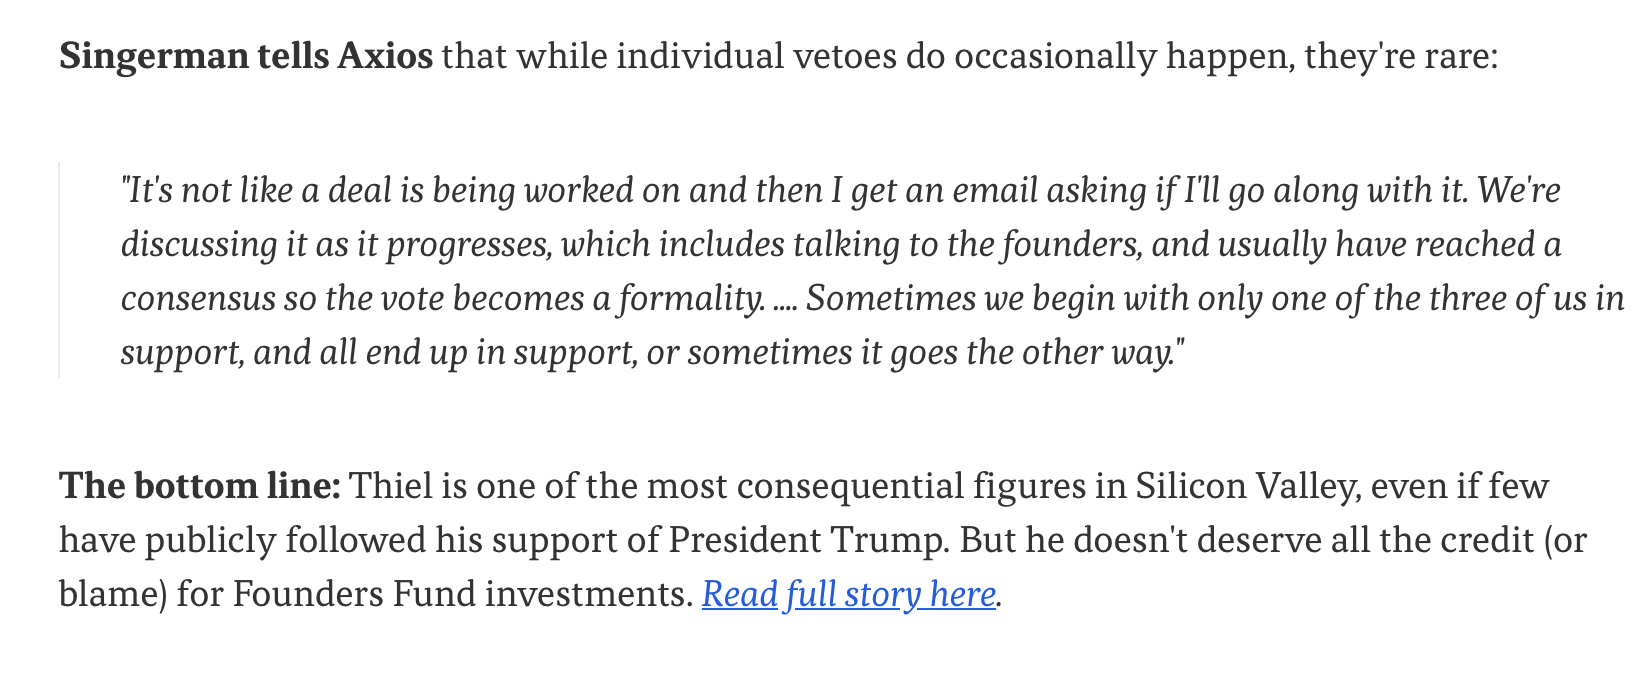 Singerman tells Axios that while individual vetoes do occasionally happen, they're rare:
"It's not like a deal is being worked on and then I get an email asking if I'll go along with it. We're
discussing it as it progresses, which includes talking to the founders, and usually have reached a
consensus so the vote becomes a formality. .... Sometimes we begin with only one of the three of us in
support, and all end up in support, or sometimes it goes the other way."
The bottom line: Thiel is one of the most consequential figures in Silicon Valley, even if few
have publicly followed his support of President Trump. But he doesn't deserve all the credit (or
blame) for Founders Fund investments. Read full story here.